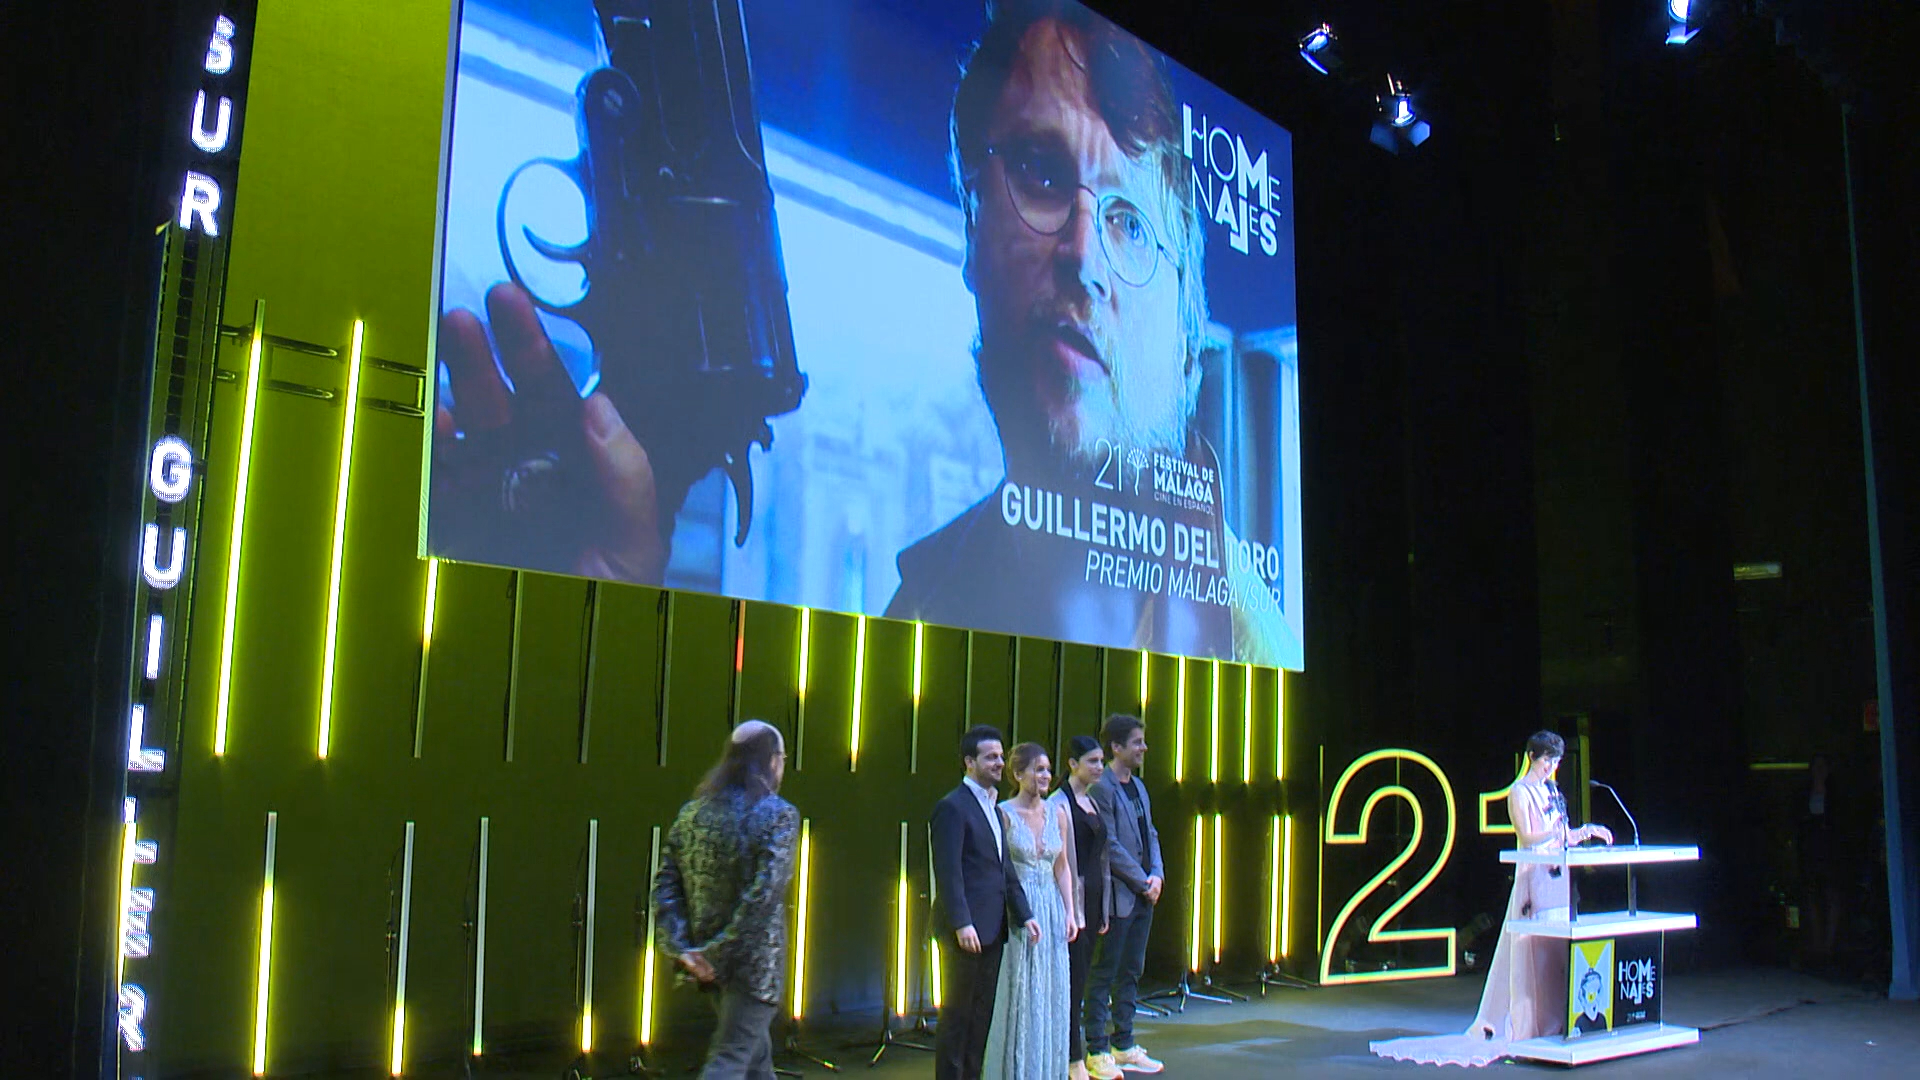 SUR
GUILLER
HOME
NAJES
21
FESTIVAL DE
MÁLAGA
CINE EN ESPAÑOL
GUILLERMO DEL TORO
PREMIO MÁLAGA/SUR
21
HOME
NAJES